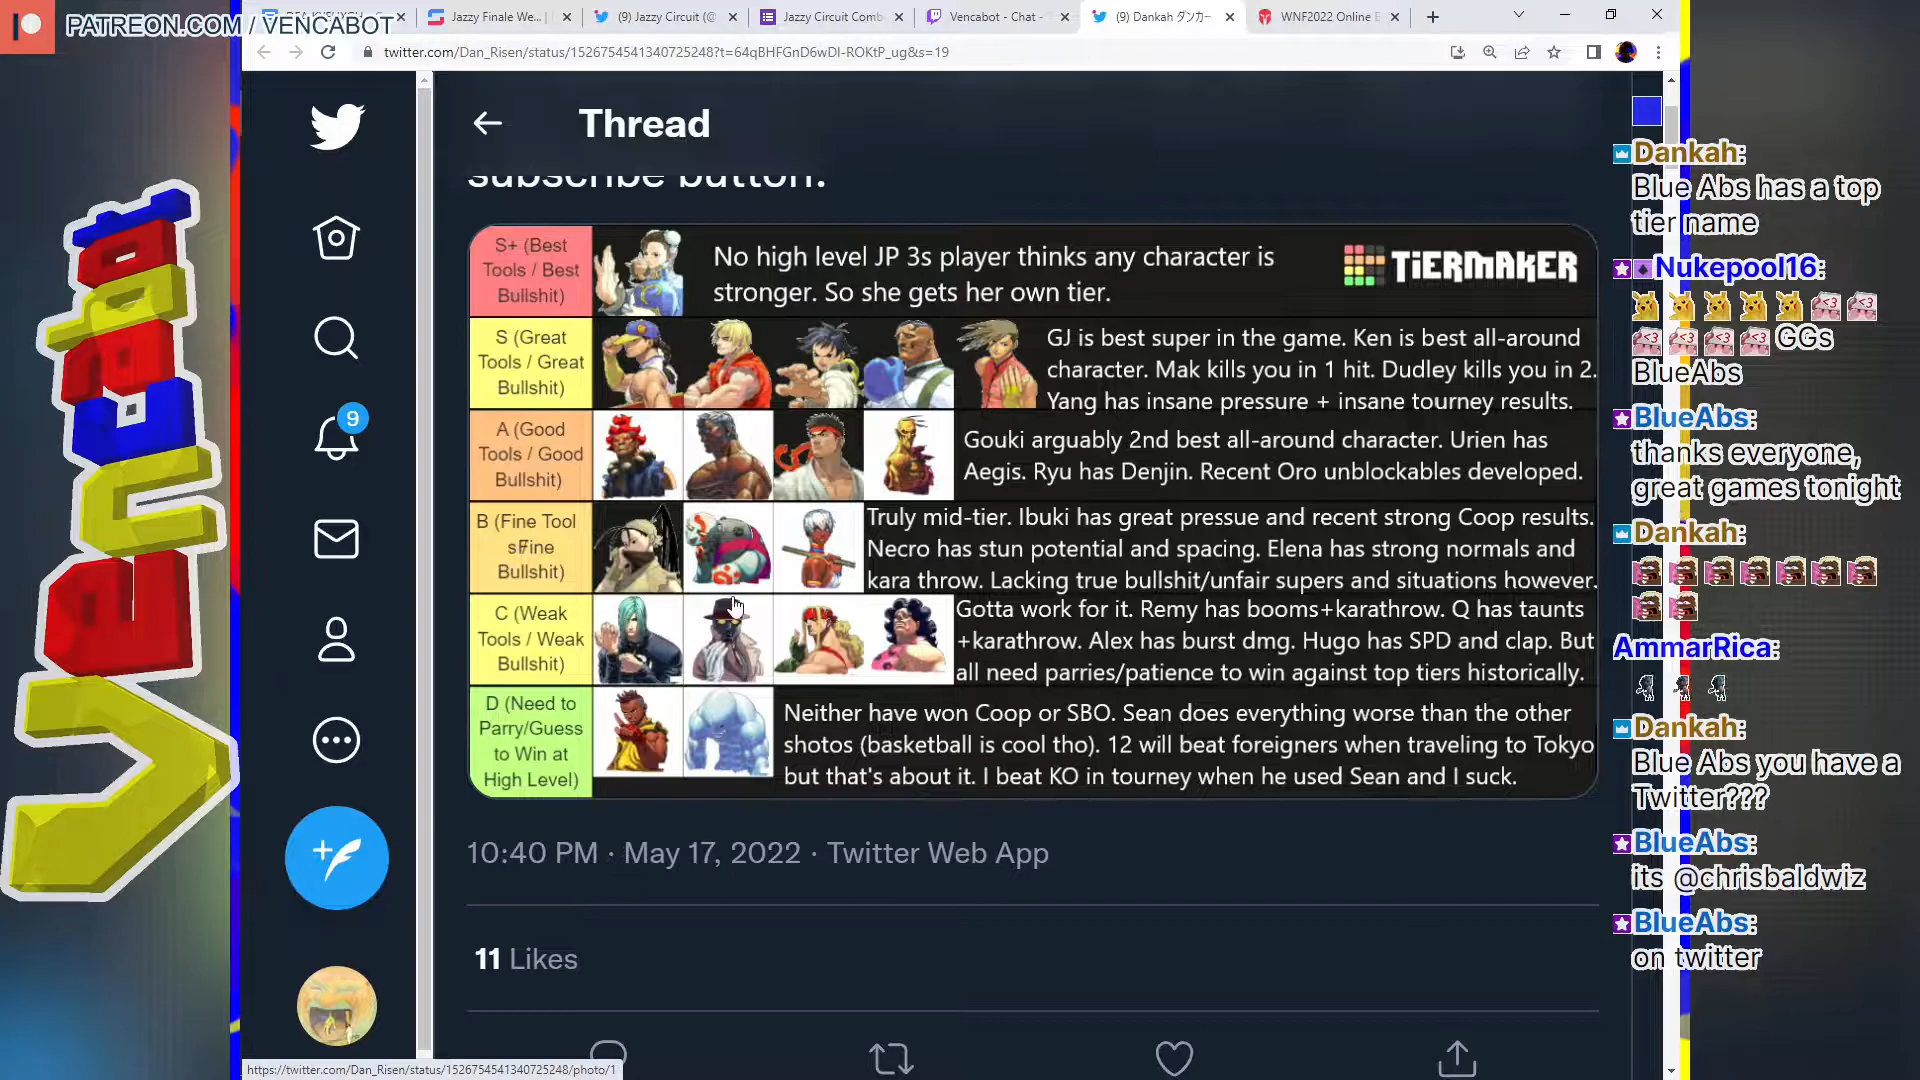 PATREON.COM / VENCABOT
Jazzy Finale We...
(9) Jazzy Circuit (@
Jazzy Circuit Comb
Vencabot - Chat -
(9) Dankah ダンカー
WNF2022 Online E
twitter.com/Dan_Risen/status/1526754541340725248?t=64qBHFGnD6wDI-ROKtP_ug&s=19
Vencabot
9
Thread
subscribe button.
S+ (Best
Tools / Best
Bullshit)
No high level JP 3s player thinks any character is
stronger. So she gets her own tier.
TIERMAKER
S (Great
Tools / Great
Bullshit)
GJ is best super in the game. Ken is best all-around
character. Mak kills you in 1 hit. Dudley kills you in 2.
Yang has insane pressure + insane tourney results.
A (Good
Tools / Good
Bullshit)
Gouki arguably 2nd best all-around character. Urien has
Aegis. Ryu has Denjin. Recent Oro unblockables developed.
B (Fine Tool
s/Fine
Bullshit)
Truly mid-tier. Ibuki has great pressue and recent strong Coop results.
Necro has stun potential and spacing. Elena has strong normals and
kara throw. Lacking true bullshit/unfair supers and situations however.
C (Weak
Tools / Weak
Bullshit)
Gotta work for it. Remy has booms+karathrow. Q has taunts
+karathrow. Alex has burst dmg. Hugo has SPD and clap. But
all need parries/patience to win against top tiers historically.
D (Need to
Parry/Guess
to Win at
High Level)
Neither have won Coop or SBO. Sean does everything worse than the other
shotos (basketball is cool tho). 12 will beat foreigners when traveling to Tokyo
but that's about it. I beat KO in tourney when he used Sean and I suck.
10:40 PM · May 17, 2022 · Twitter Web App
11 Likes
https://twitter.com/Dan_Risen/status/1526754541340725248/photo/1
Dankah:
Blue Abs has a top
tier name
Nukepool16:
<3 <3
<3 <3 <3 <3 GGs
BlueAbs
BlueAbs:
thanks everyone,
great games tonight
Dankah:
AmmarRica:
Dankah:
Blue Abs you have a
Twitter???
BlueAbs:
its @chrisbaldwiz
BlueAbs:
on twitter